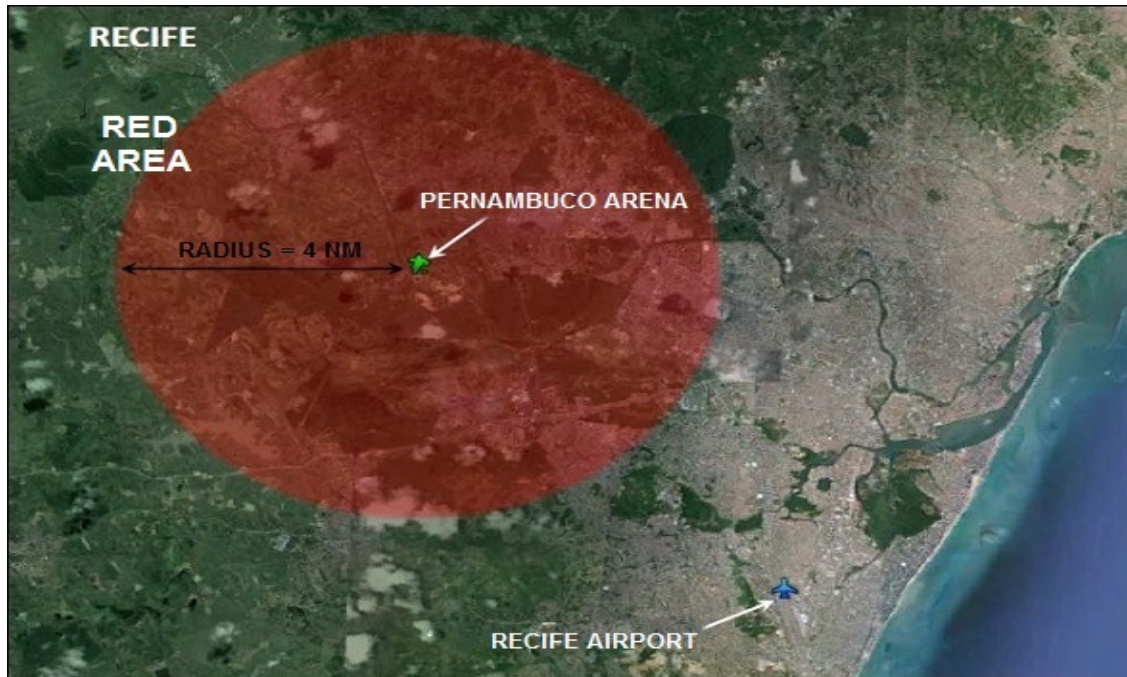 RECIFE
RED
AREA
PERNAMBUCO ARENA
RADIUS = 4 NM
RECIFE AIRPORT